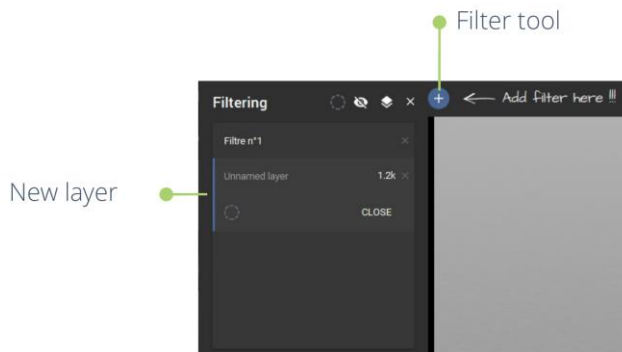 Filter tool
Filtering
Add filter here !!!
Filtre n°1
Unnamed layer 1.2k
New layer
CLOSE